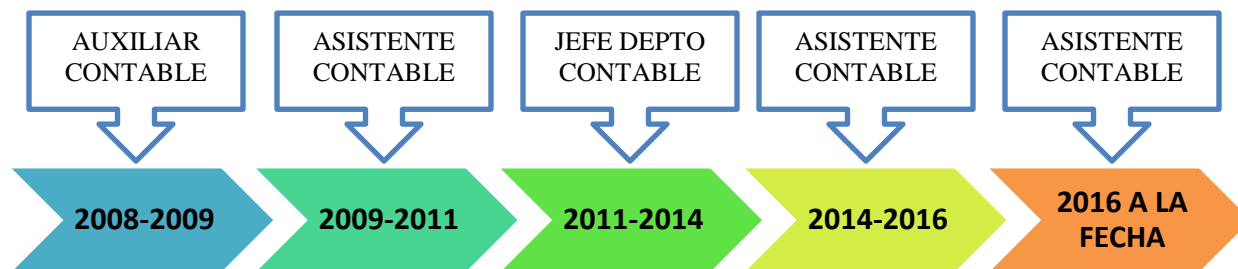 AUXILIAR
CONTABLE
ASISTENTE
CONTABLE
JEFE DEPTO
CONTABLE
ASISTENTE
CONTABLE
ASISTENTE
CONTABLE
2008-2009
2009-2011
2011-2014
2014-2016
2016 A LA
FECHA